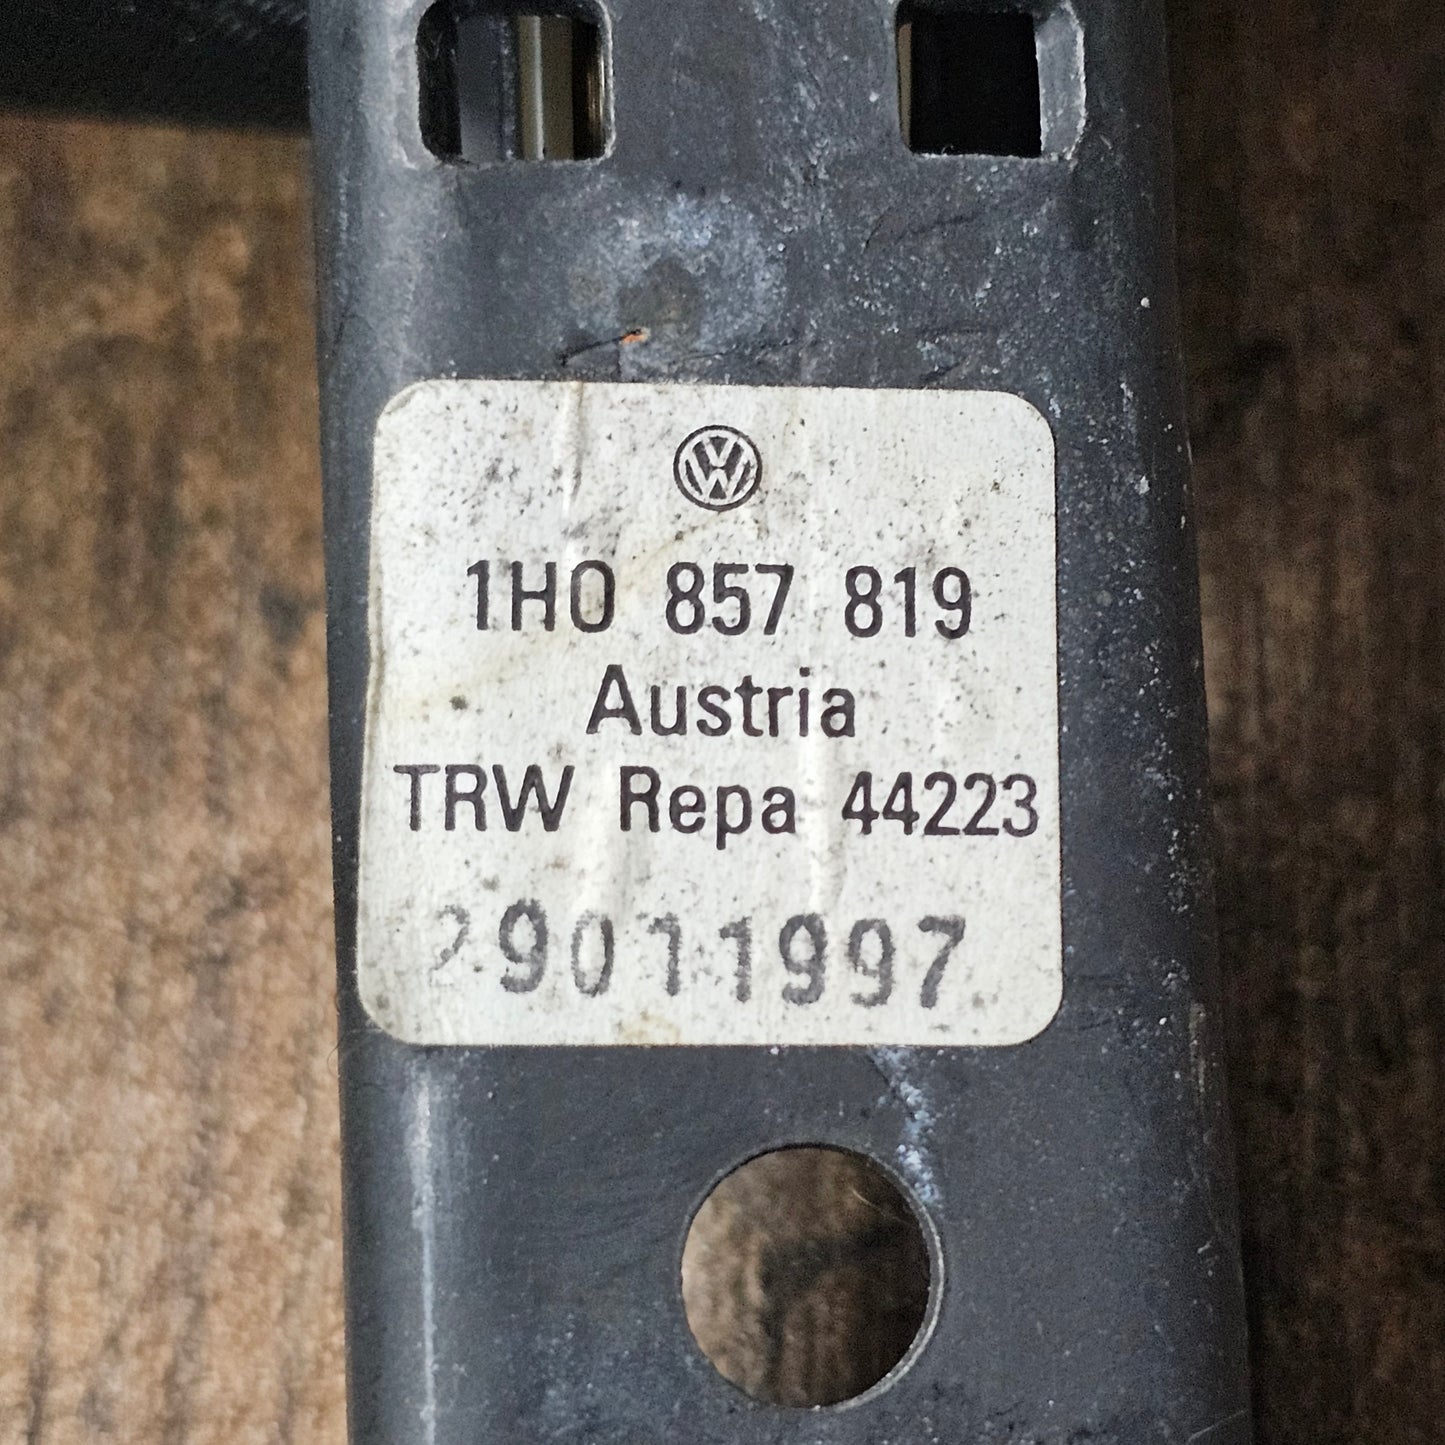 1H0 857 819
Austria
TRW Repa 44223
29011997